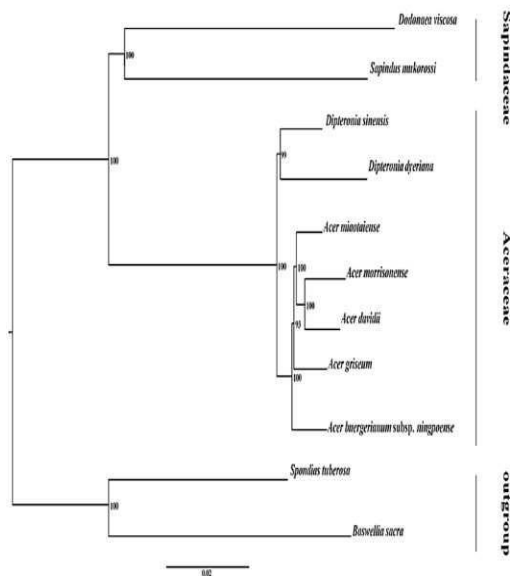 Dodonaea viscosa
Sapindus mukorossi
Dipteronia sinensis
Dipteronia dyeriana
Acer miaotaiense
Acer morrisonense
Acer davidii
Acer griseum
Acer buergerianum subsp. ningpoense
Spondias tuberosa
Boswellia sacra
Sapindaceae
Aceraceae
outgroup
100
100
99
100
100
100
93
100
100
0.02